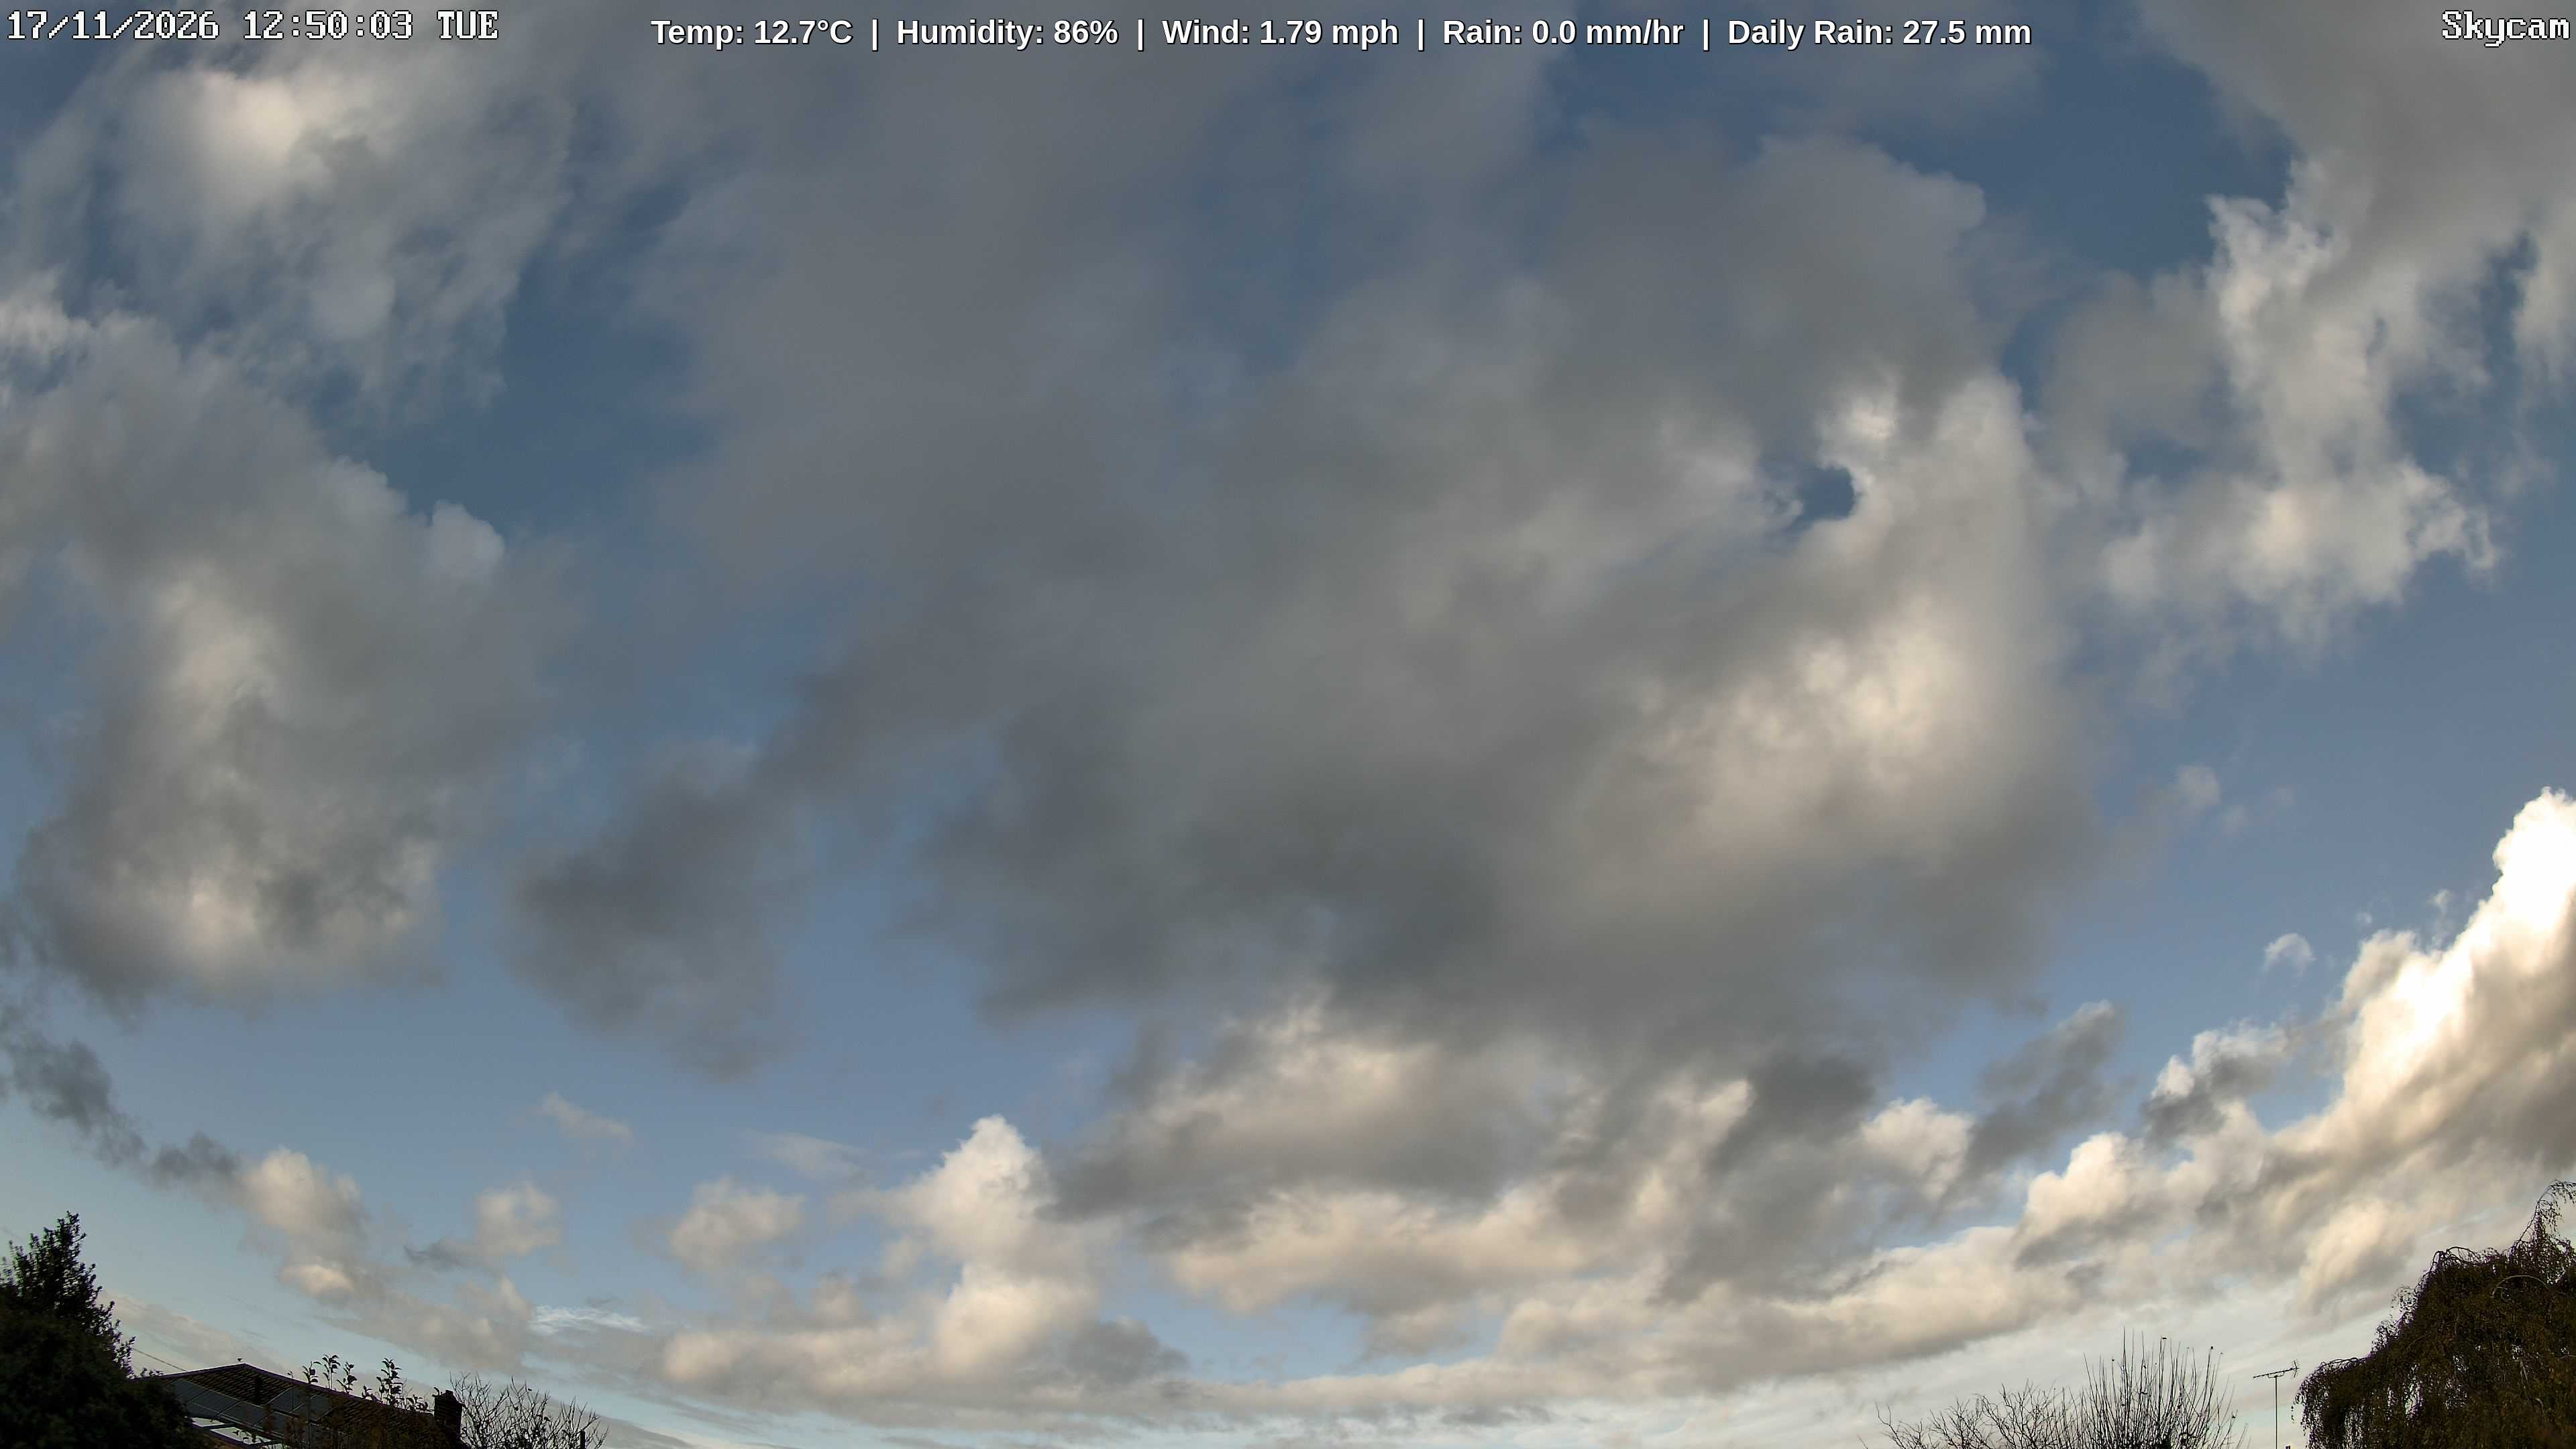 17/11/2026 12:50:03 TUE
Temp: 12.7°C | Humidity: 86% | Wind: 1.79 mph | Rain: 0.0 mm/hr | Daily Rain: 27.5 mm
Skycam